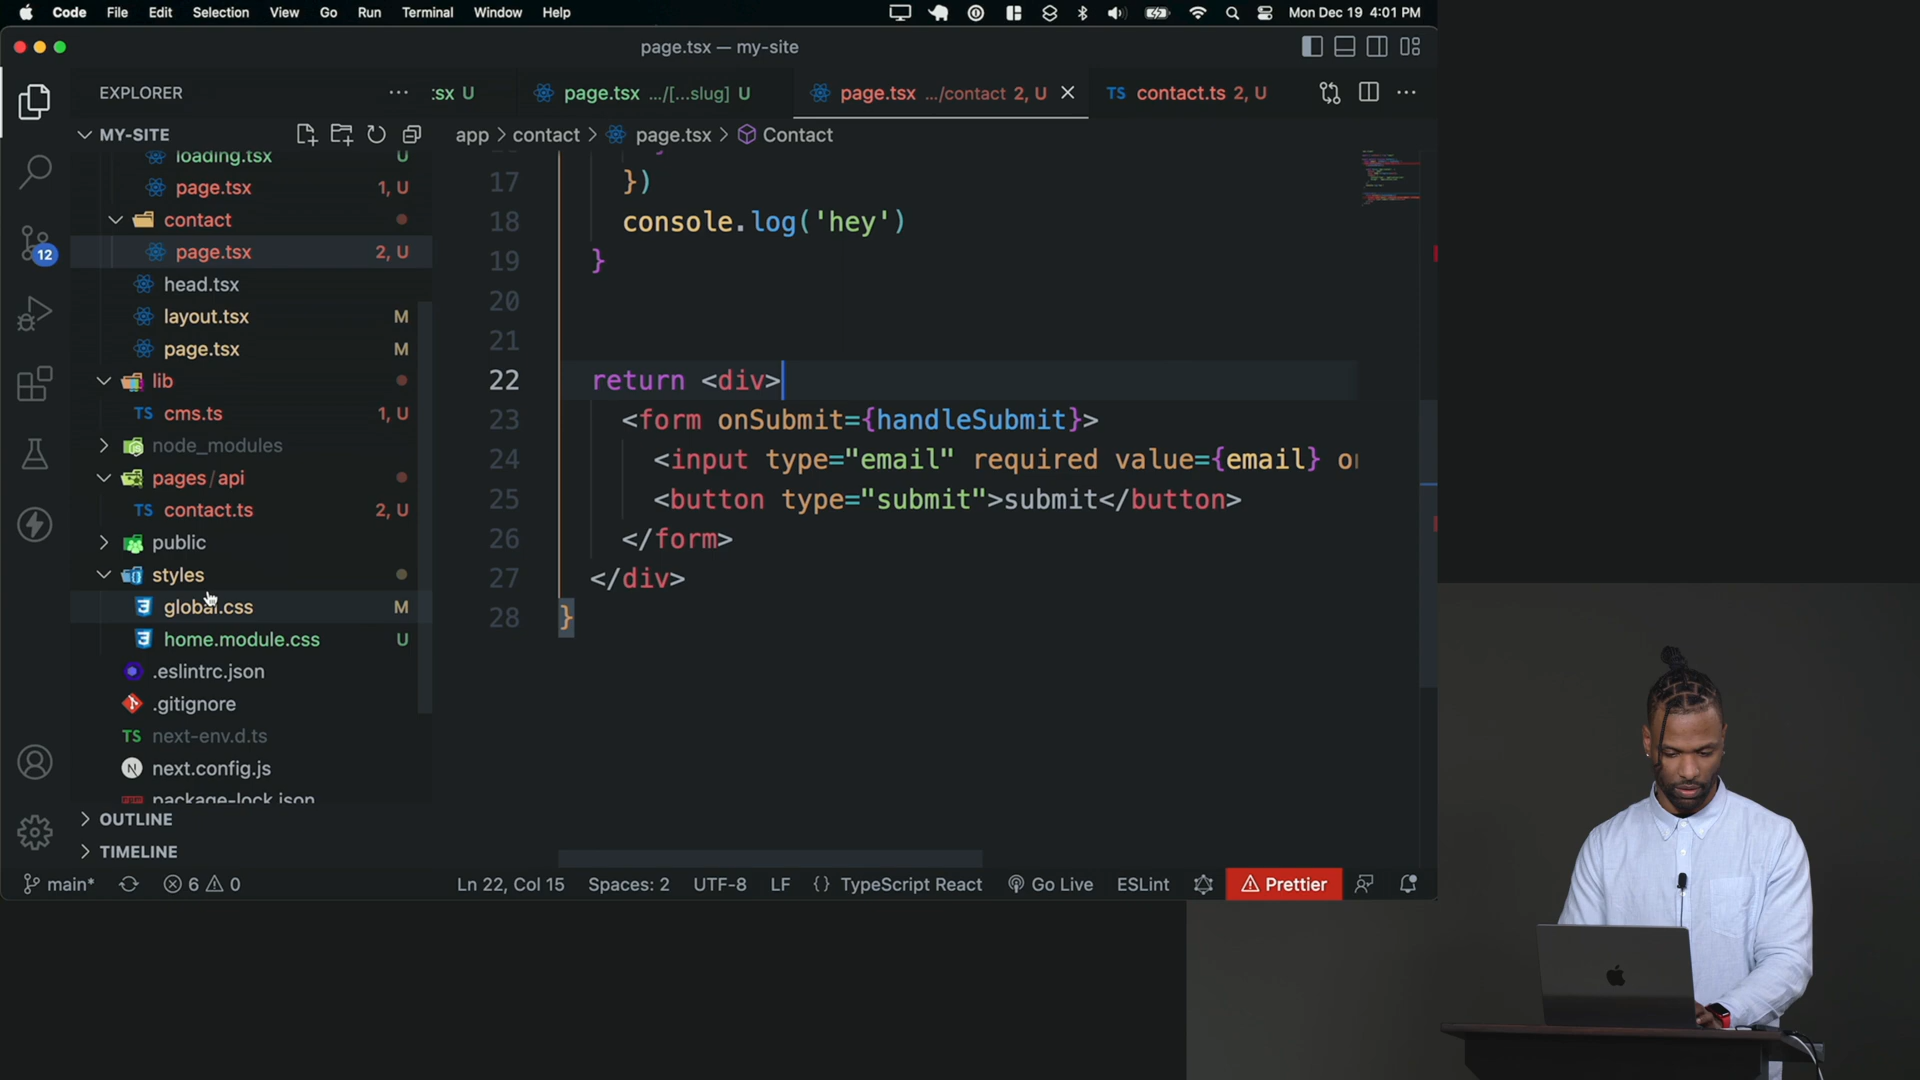 Code File Edit Selection View Go Run Terminal Window Help Mon Dec 19 4:01 PM
page.tsx — my-site
EXPLORER
.sx U page.tsx .../[...slug] U page.tsx .../contact 2, U TS contact.ts 2, U
MY-SITE
app > contact > page.tsx > Contact
loading.tsx U
page.tsx 1, U
contact
page.tsx 2, U
head.tsx
layout.tsx M
page.tsx M
lib
TS cms.ts 1, U
node_modules
pages / api
TS contact.ts 2, U
public
styles
global.css M
home.module.css U
.eslintrc.json
.gitignore
TS next-env.d.ts
N next.config.js
package-lock.json
OUTLINE
TIMELINE
12
17 })
18 console.log('hey')
19 }
20
21
22 return <div>
23 <form onSubmit={handleSubmit}>
24 <input type="email" required value={email}
25 <button type="submit">submit</button>
26 </form>
27 </div>
28 }
main* 6 0 Ln 22, Col 15 Spaces: 2 UTF-8 LF {} TypeScript React Go Live ESLint Prettier